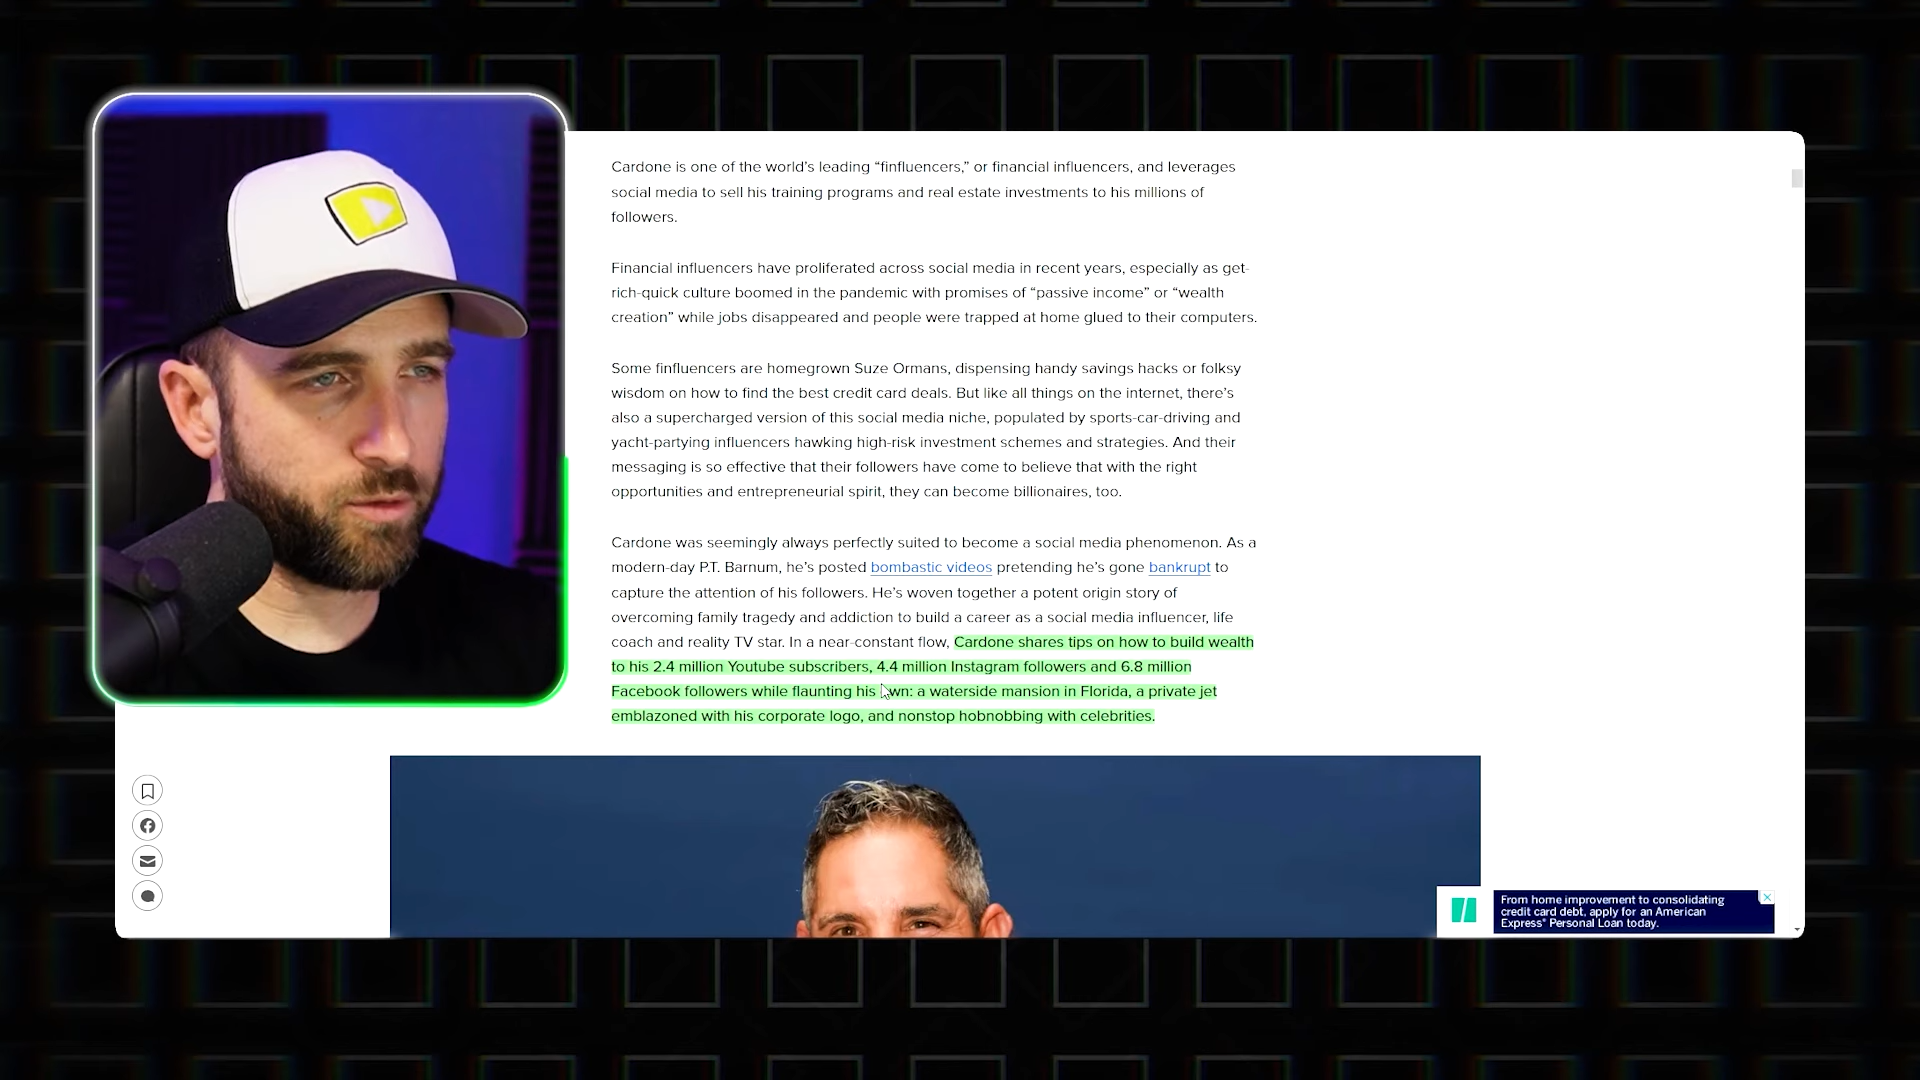 Cardone is one of the world’s leading “finfluencers,” or financial influencers, and leverages
social media to sell his training programs and real estate investments to his millions of
followers.
Financial influencers have proliferated across social media in recent years, especially as get-
rich-quick culture boomed in the pandemic with promises of “passive income” or “wealth
creation” while jobs disappeared and people were trapped at home glued to their computers.
Some finfluencers are homegrown Suze Ormans, dispensing handy savings hacks or folksy
wisdom on how to find the best credit card deals. But like all things on the internet, there’s
also a supercharged version of this social media niche, populated by sports-car-driving and
yacht-partying influencers hawking high-risk investment schemes and strategies. And their
messaging is so effective that their followers have come to believe that with the right
opportunities and entrepreneurial spirit, they can become billionaires, too.
Cardone was seemingly always perfectly suited to become a social media phenomenon. As a
modern-day P.T. Barnum, he’s posted bombastic videos pretending he’s gone bankrupt to
capture the attention of his followers. He’s woven together a potent origin story of
overcoming family tragedy and addiction to build a career as a social media influencer, life
coach and reality TV star. In a near-constant flow, Cardone shares tips on how to build wealth
to his 2.4 million Youtube subscribers, 4.4 million Instagram followers and 6.8 million
Facebook followers while flaunting his own: a waterside mansion in Florida, a private jet
emblazoned with his corporate logo, and nonstop hobnobbing with celebrities.
From home improvement to consolidating
credit card debt, apply for an American
Express® Personal Loan today.